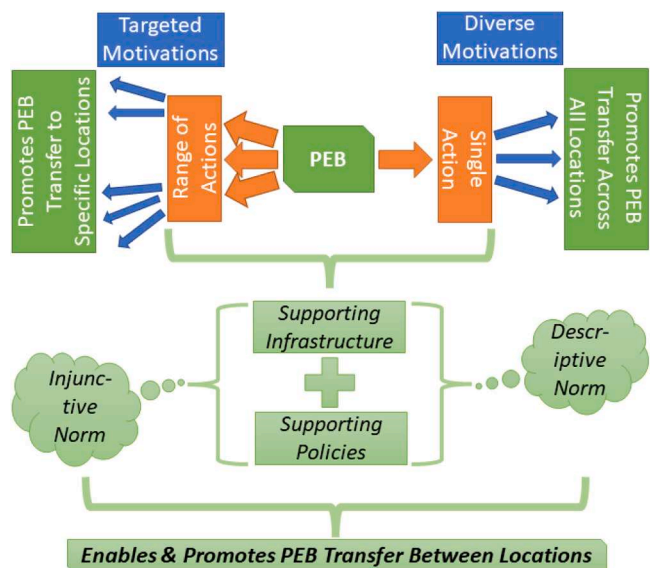 Targeted
Motivations
Diverse
Motivations
Promotes PEB
Transfer to
Specific Locations
Range of
Actions
PEB
Single
Action
Promotes PEB
Transfer Across
All Locations
Supporting
Infrastructure
Injunc-
tive
Norm
Descr-
iptive
Norm
Supporting
Policies
Enables & Promotes PEB Transfer Between Locations